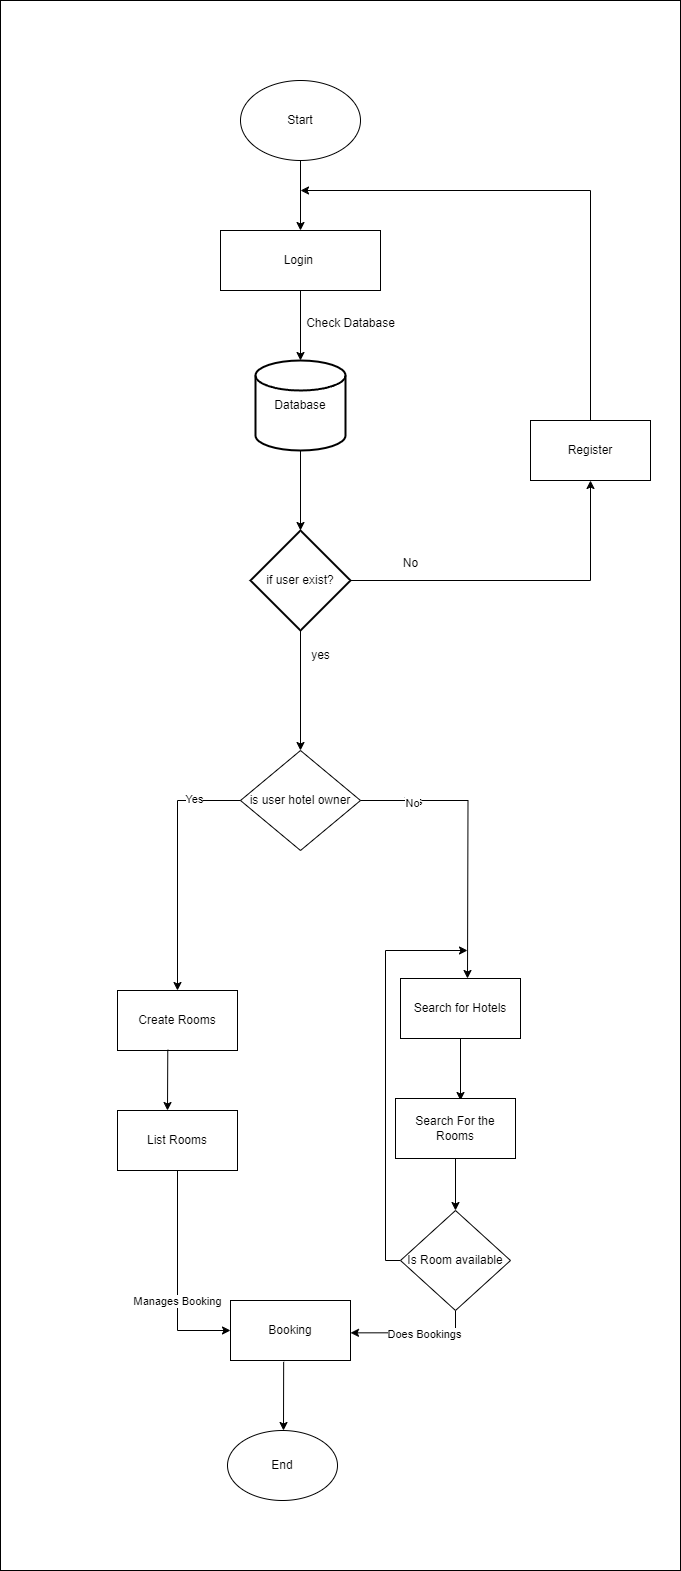 Start
Login
Check Database
Database
Register
if user exist?
No
yes
is user hotel owner
Yes
No
Create Rooms
Search for Hotels
List Rooms
Search For the
Rooms
Is Room available
Manages Booking
Booking
Does Bookings
End